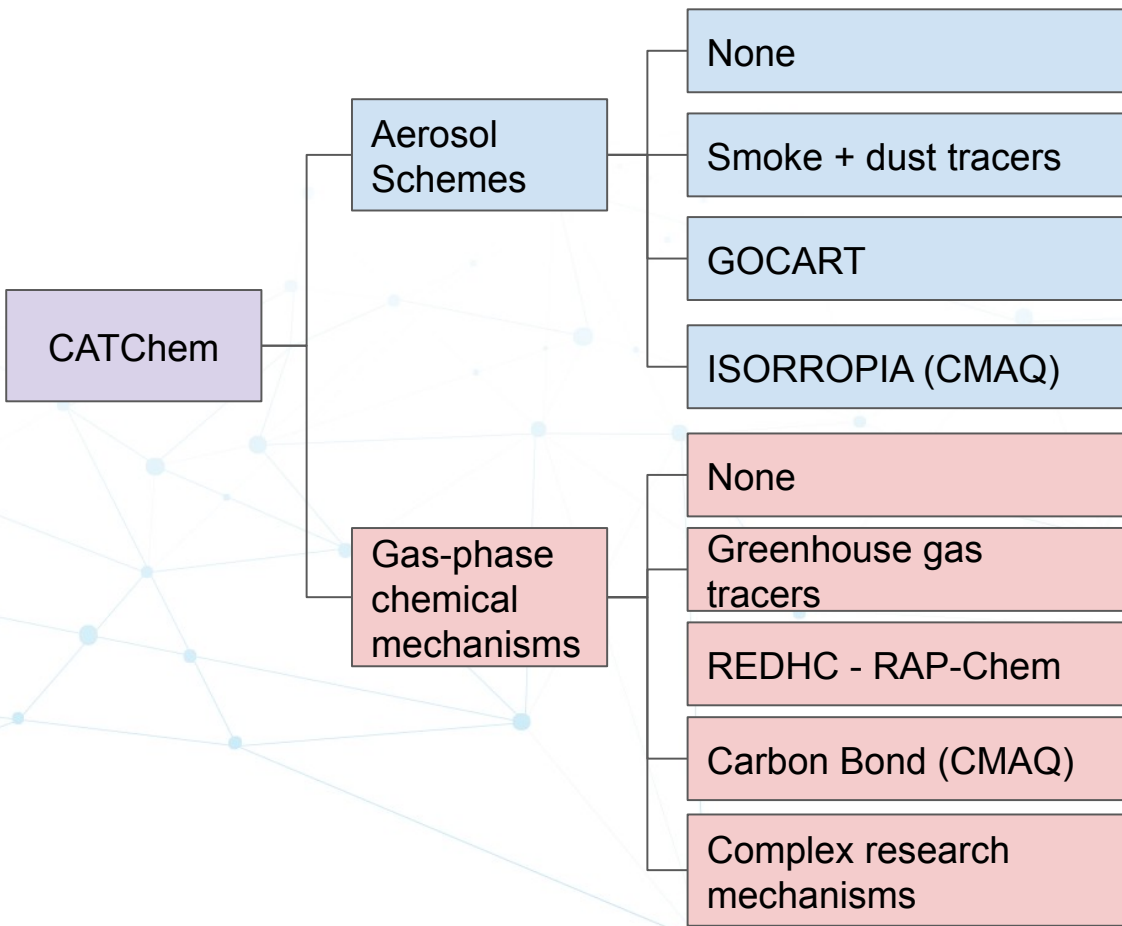 None
Aerosol
Schemes
Smoke + dust tracers
GOCART
CATChem
ISORROPIA (CMAQ)
None
Gas-phase
chemical
mechanisms
Greenhouse gas
tracers
REDHC - RAP-Chem
Carbon Bond (CMAQ)
Complex research
mechanisms